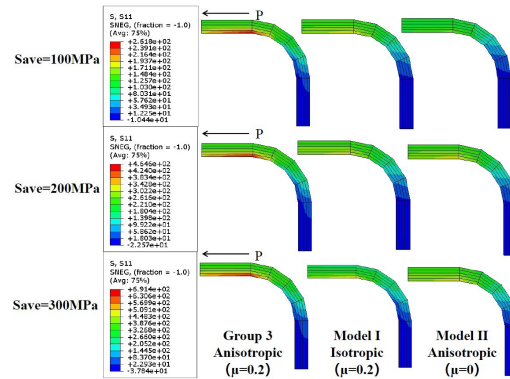 P
S, S11
SNEG, (fraction = -1.0)
(Avg: 75%)
+2.618e+02
+2.391e+02
+2.164e+02
+1.937e+02
+1.711e+02
+1.484e+02
+1.257e+02
+1.030e+02
+8.031e+01
+5.762e+01
+3.493e+01
+1.225e+01
-1.044e+01
Save=100MPa
P
S, S11
SNEG, (fraction = -1.0)
(Avg: 75%)
+4.646e+02
+4.240e+02
+3.834e+02
+3.428e+02
+3.022e+02
+2.616e+02
+2.210e+02
+1.804e+02
+1.398e+02
+9.922e+01
+5.862e+01
+1.803e+01
-2.257e+01
Save=200MPa
P
S, S11
SNEG, (fraction = -1.0)
(Avg: 75%)
+6.914e+02
+6.306e+02
+5.699e+02
+5.091e+02
+4.483e+02
+3.876e+02
+3.268e+02
+2.660e+02
+2.052e+02
+1.445e+02
+8.370e+01
+2.293e+01
-3.784e+01
Save=300MPa
Group 3 Model I Model II
Anisotropic Isotropic Anisotropic
(μ=0.2) (μ=0.2) (μ=0)